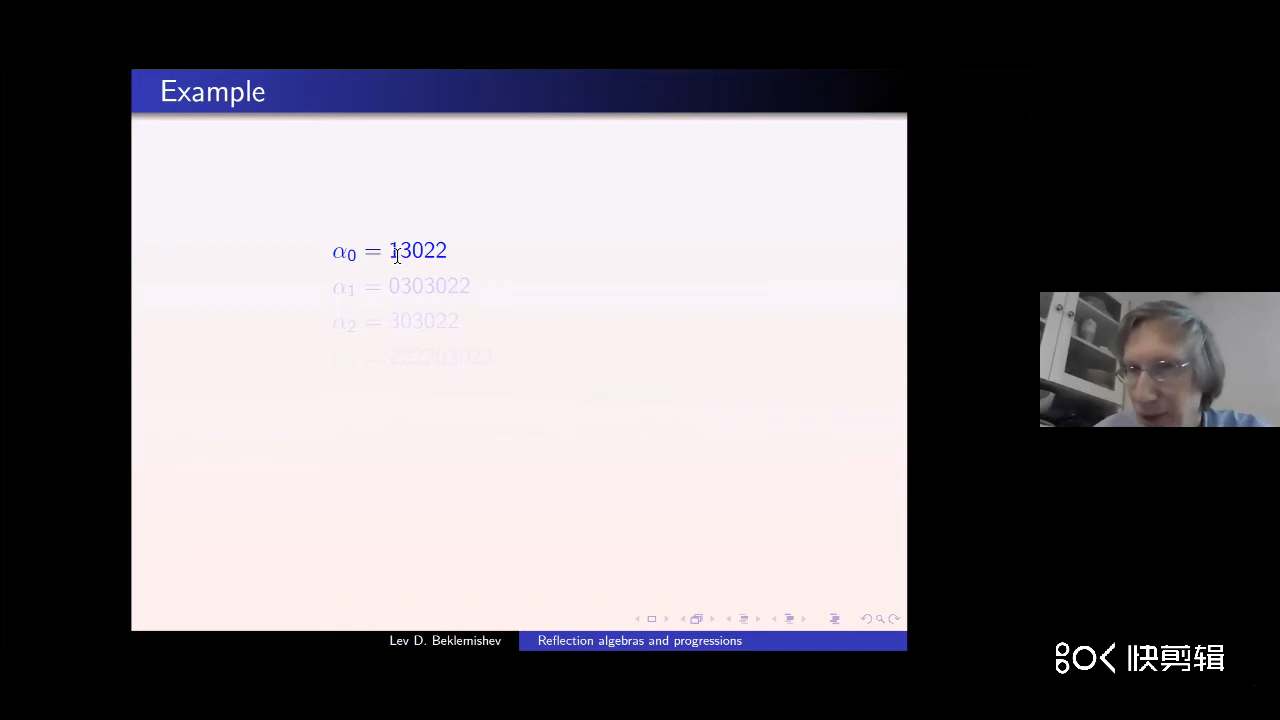 Example
α₀ = 13022
α₁ = 0303022
α₂ = 303022
Lev D. Beklemishev
Reflection algebras and progressions
快剪辑